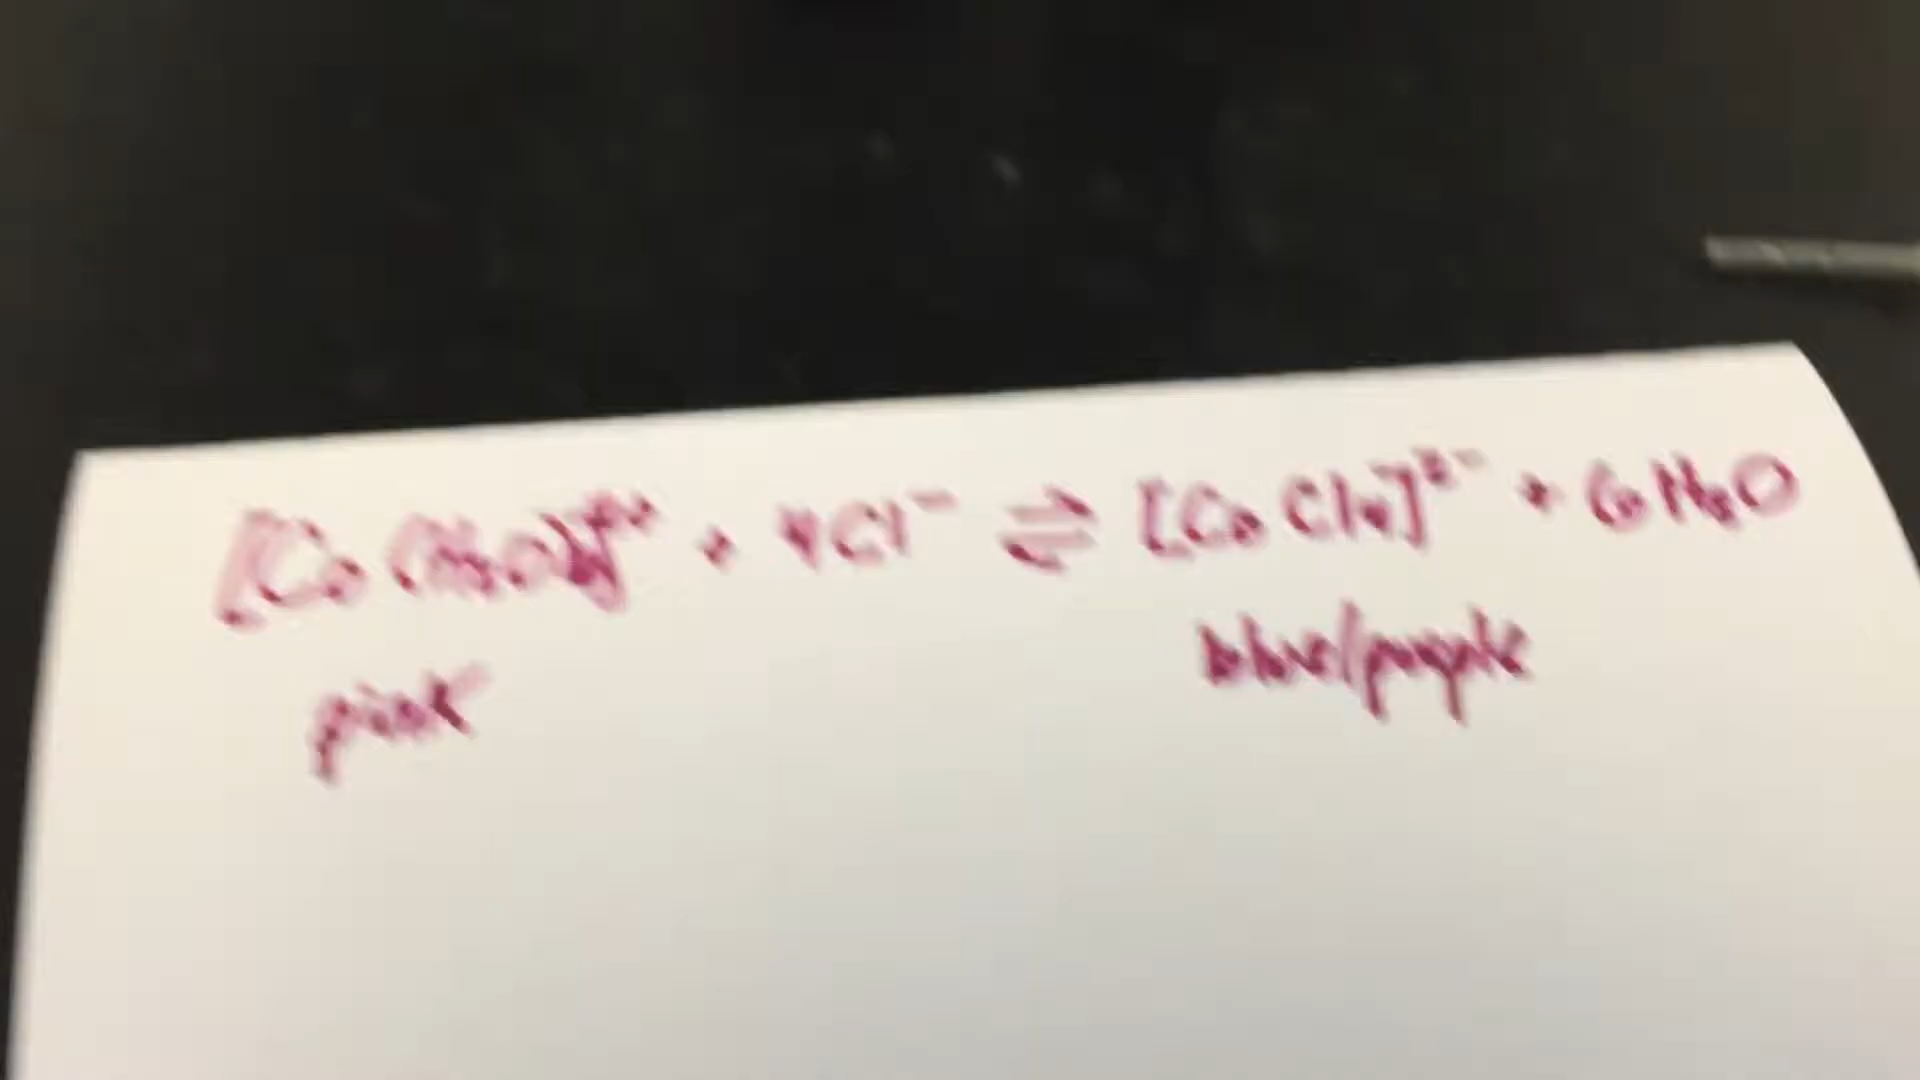 [Co(H₂O)₆]²⁺ + 4Cl⁻ ⇌ [CoCl₄]²⁻ + 6H₂O
pink blue/purple